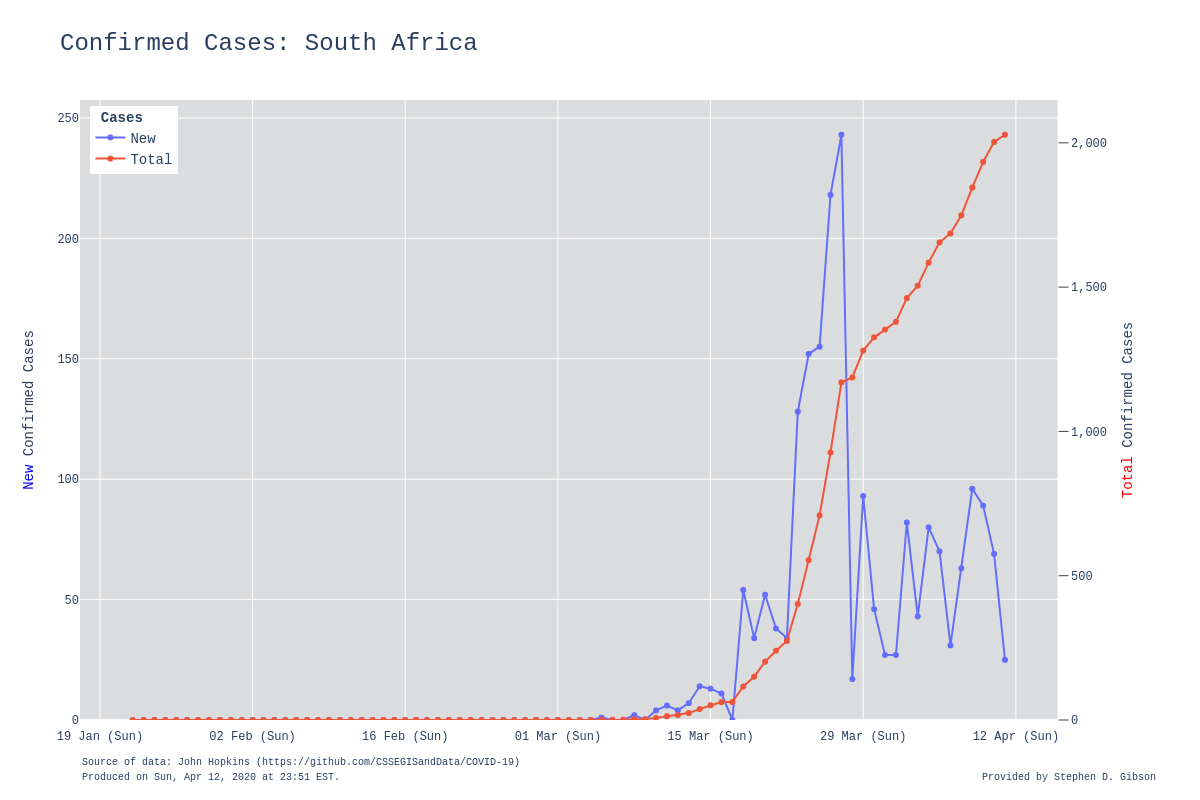 Confirmed Cases: South Africa
Cases
New
Total
250
200
150
100
50
0
2,000
1,500
1,000
500
0
New Confirmed Cases
Total Confirmed Cases
19 Jan (Sun)
02 Feb (Sun)
16 Feb (Sun)
01 Mar (Sun)
15 Mar (Sun)
29 Mar (Sun)
12 Apr (Sun)
Source of data: John Hopkins (https://github.com/CSSEGISandData/COVID-19)
Produced on Sun, Apr 12, 2020 at 23:51 EST.
Provided by Stephen D. Gibson